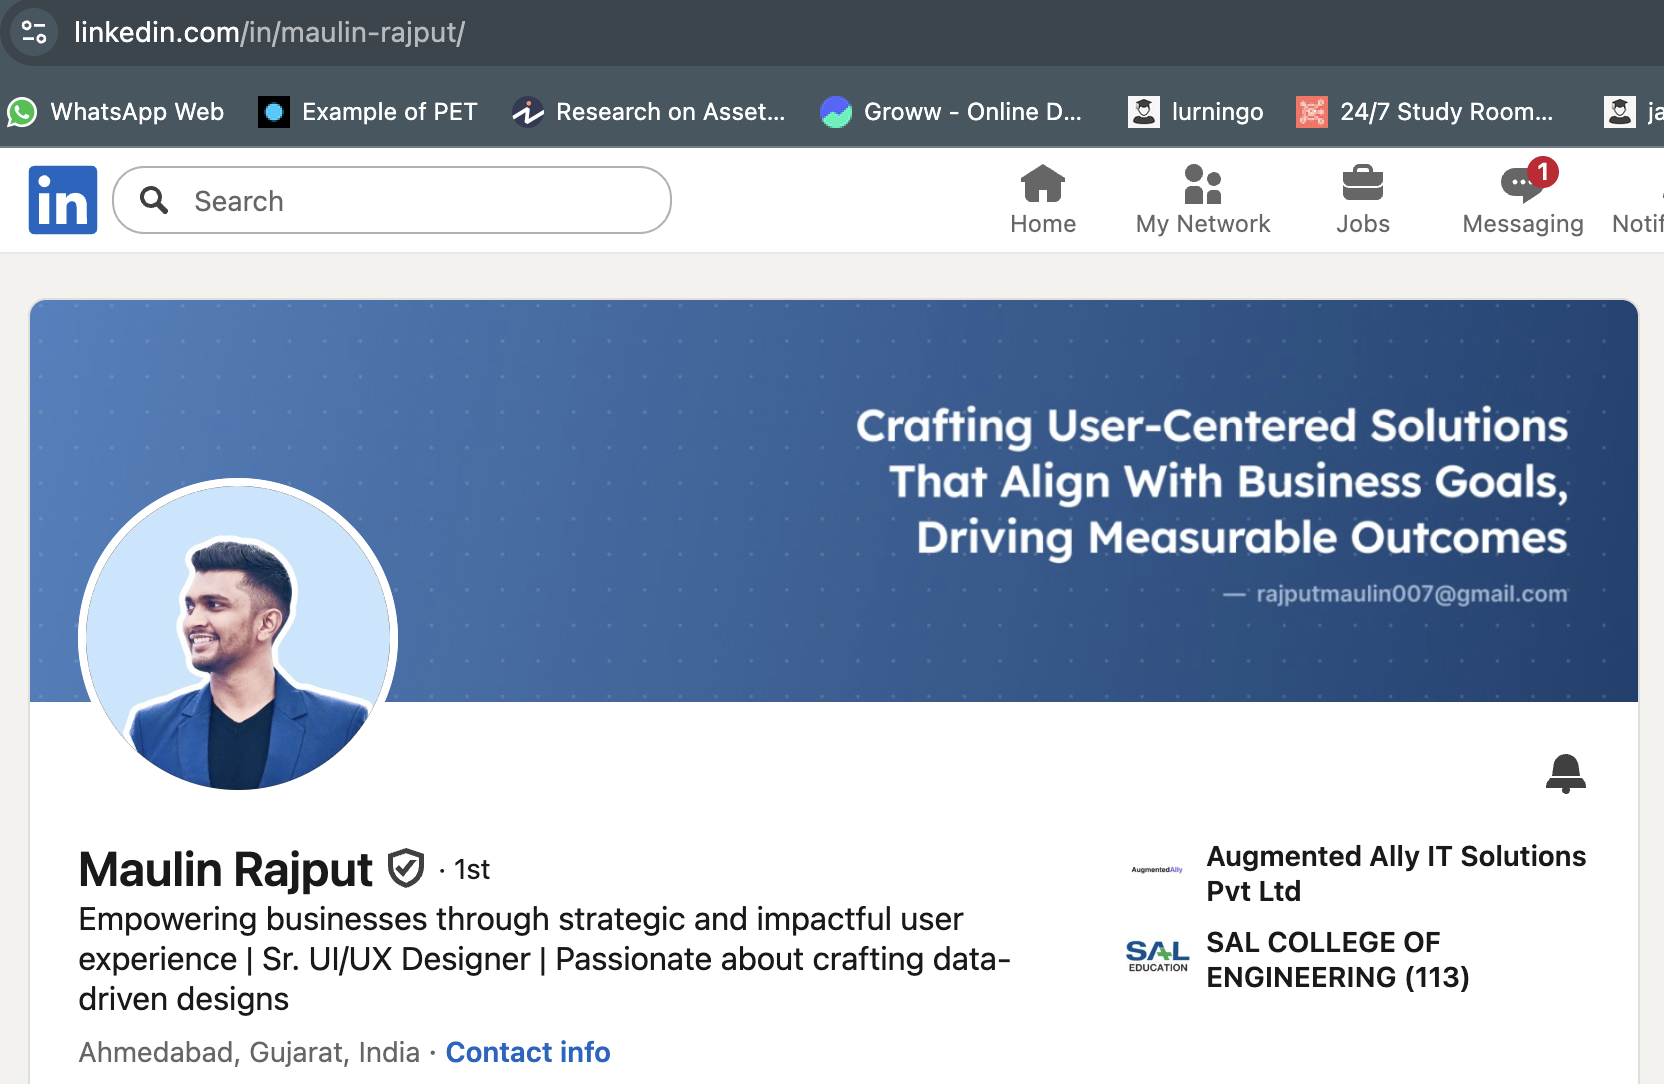 linkedin.com/in/maulin-rajput/
WhatsApp Web
Example of PET
Research on Asset...
Groww - Online D...
lurningo
24/7 Study Room...
ja
in
Search
Home
My Network
Jobs
1
Messaging
Notif
Crafting User-Centered Solutions
That Align With Business Goals,
Driving Measurable Outcomes
— rajputmaulin007@gmail.com
Maulin Rajput · 1st
Empowering businesses through strategic and impactful user
experience | Sr. UI/UX Designer | Passionate about crafting data-
driven designs
Ahmedabad, Gujarat, India · Contact info
AugmentedAlly
Augmented Ally IT Solutions
Pvt Ltd
SAL
EDUCATION
SAL COLLEGE OF
ENGINEERING (113)